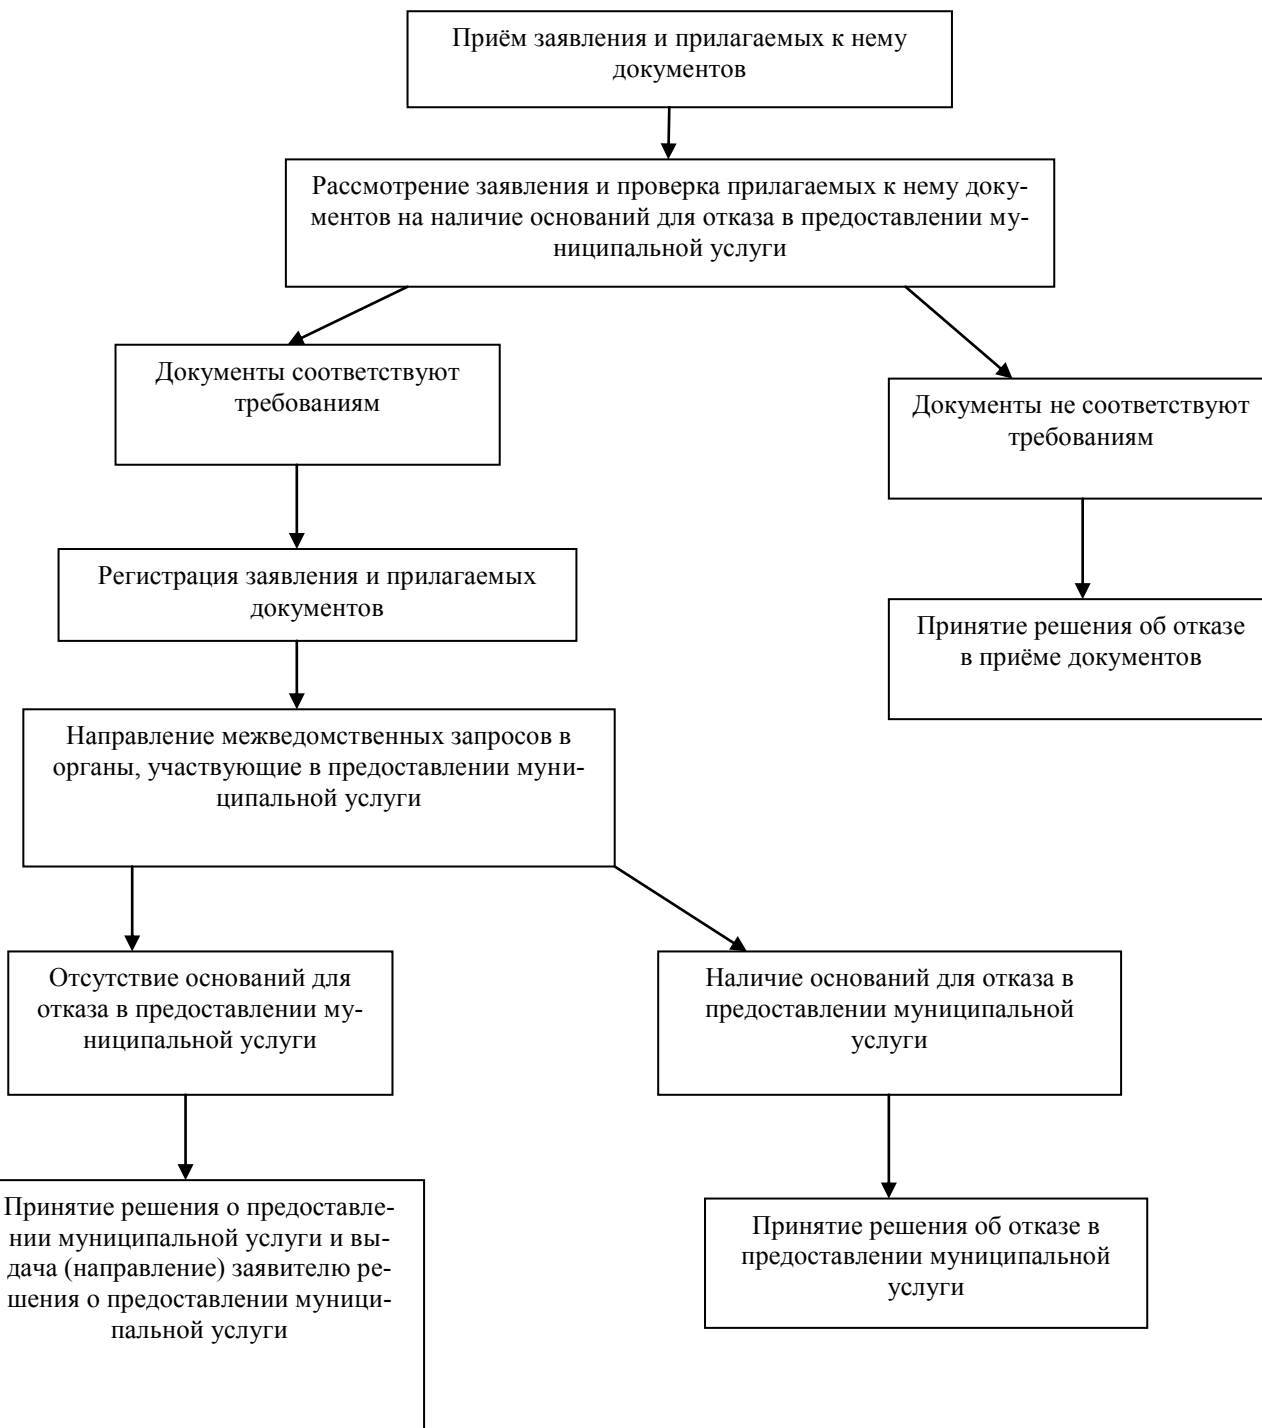 Приём заявления и прилагаемых к нему
документов
Рассмотрение заявления и проверка прилагаемых к нему доку-
ментов на наличие оснований для отказа в предоставлении му-
ниципальной услуги
Документы соответствуют
требованиям
Документы не соответствуют
требованиям
Регистрация заявления и прилагаемых
документов
Принятие решения об отказе
в приёме документов
Направление межведомственных запросов в
органы, участвующие в предоставлении муни-
ципальной услуги
Отсутствие оснований для
отказа в предоставлении му-
ниципальной услуги
Наличие оснований для отказа в
предоставлении муниципальной
услуги
Принятие решения о предоставле-
нии муниципальной услуги и вы-
дача (направление) заявителю ре-
шения о предоставлении муници-
пальной услуги
Принятие решения об отказе в
предоставлении муниципальной
услуги